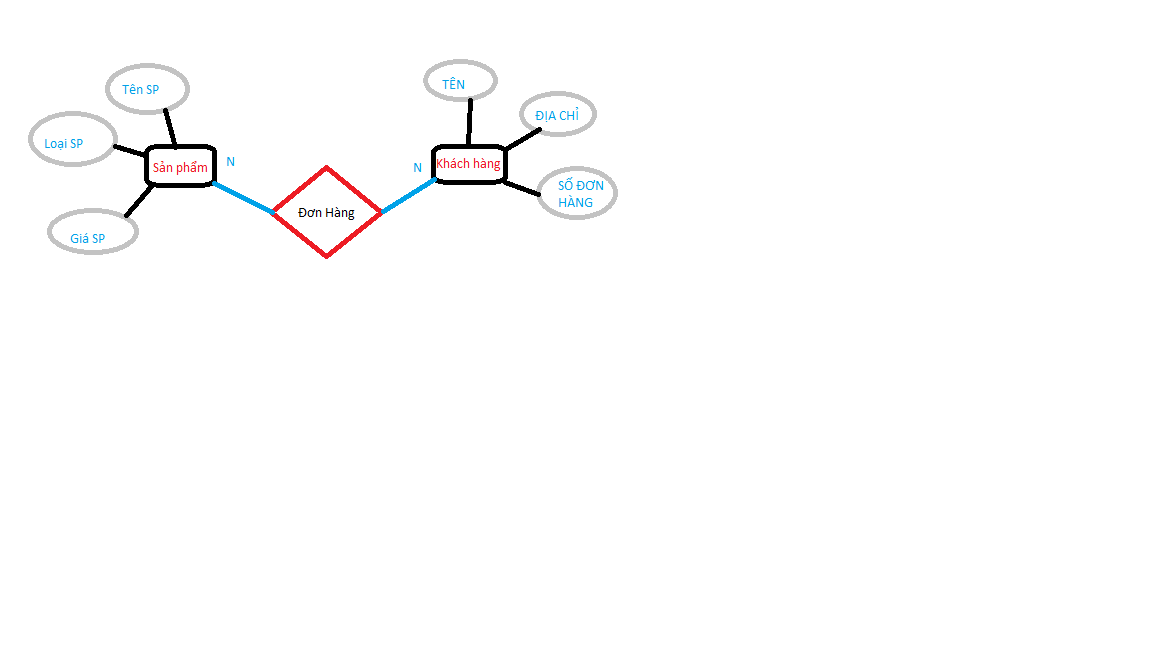 Tên SP
Loại SP
Sản phẩm
Giá SP
N
Đơn Hàng
N
TÊN
ĐỊA CHỈ
Khách hàng
SỐ ĐƠN
HÀNG